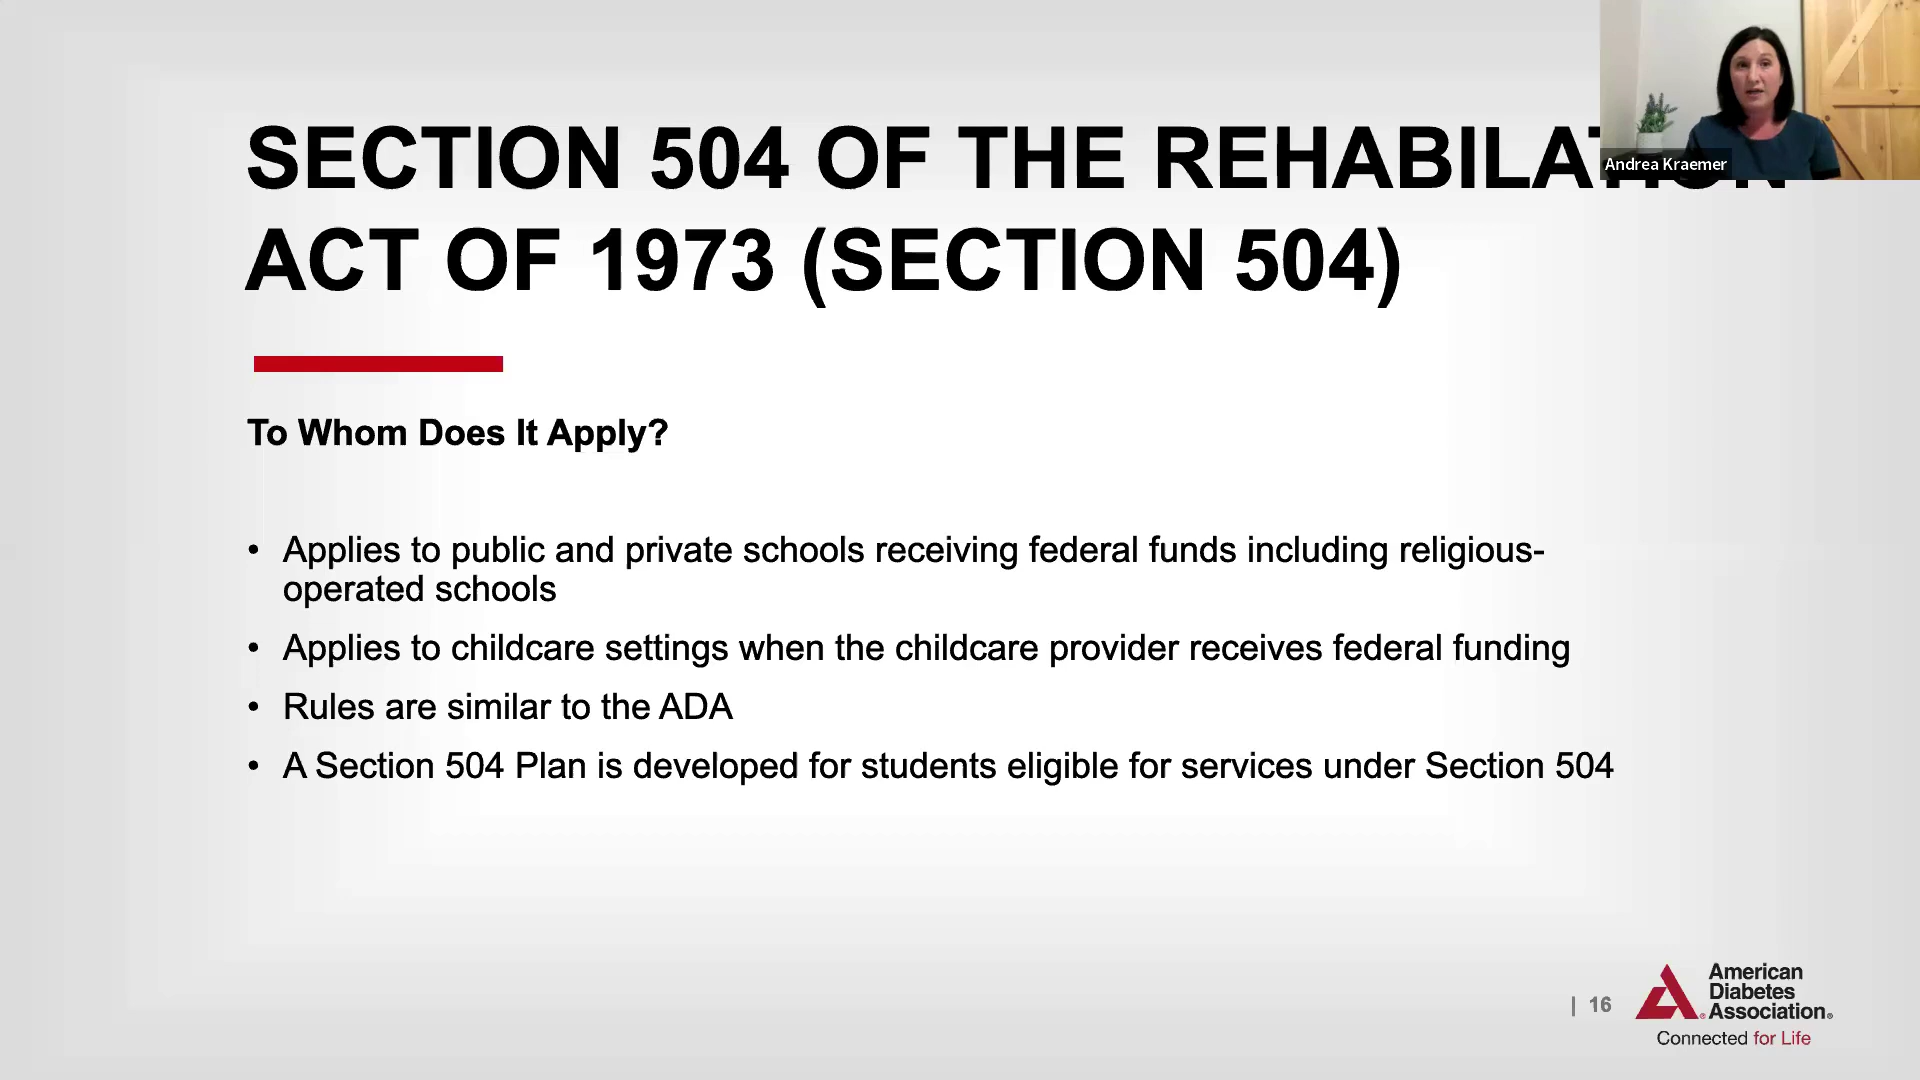 SECTION 504 OF THE REHABILATION
ACT OF 1973 (SECTION 504)
Andrea Kraemer
To Whom Does It Apply?
• Applies to public and private schools receiving federal funds including religious-
operated schools
• Applies to childcare settings when the childcare provider receives federal funding
• Rules are similar to the ADA
• A Section 504 Plan is developed for students eligible for services under Section 504
| 16
American
Diabetes
Association®
Connected for Life